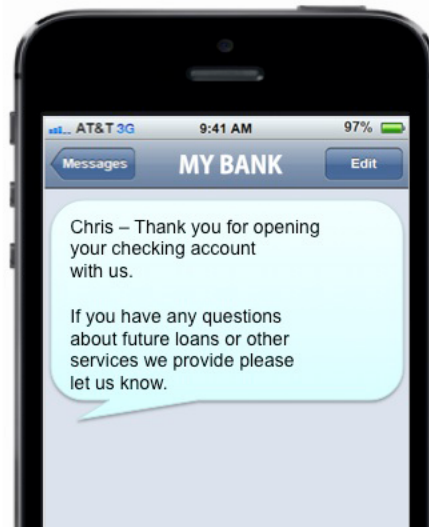 AT&T 3G 9:41 AM 97%
Messages MY BANK Edit
Chris – Thank you for opening
your checking account
with us.
If you have any questions
about future loans or other
services we provide please
let us know.